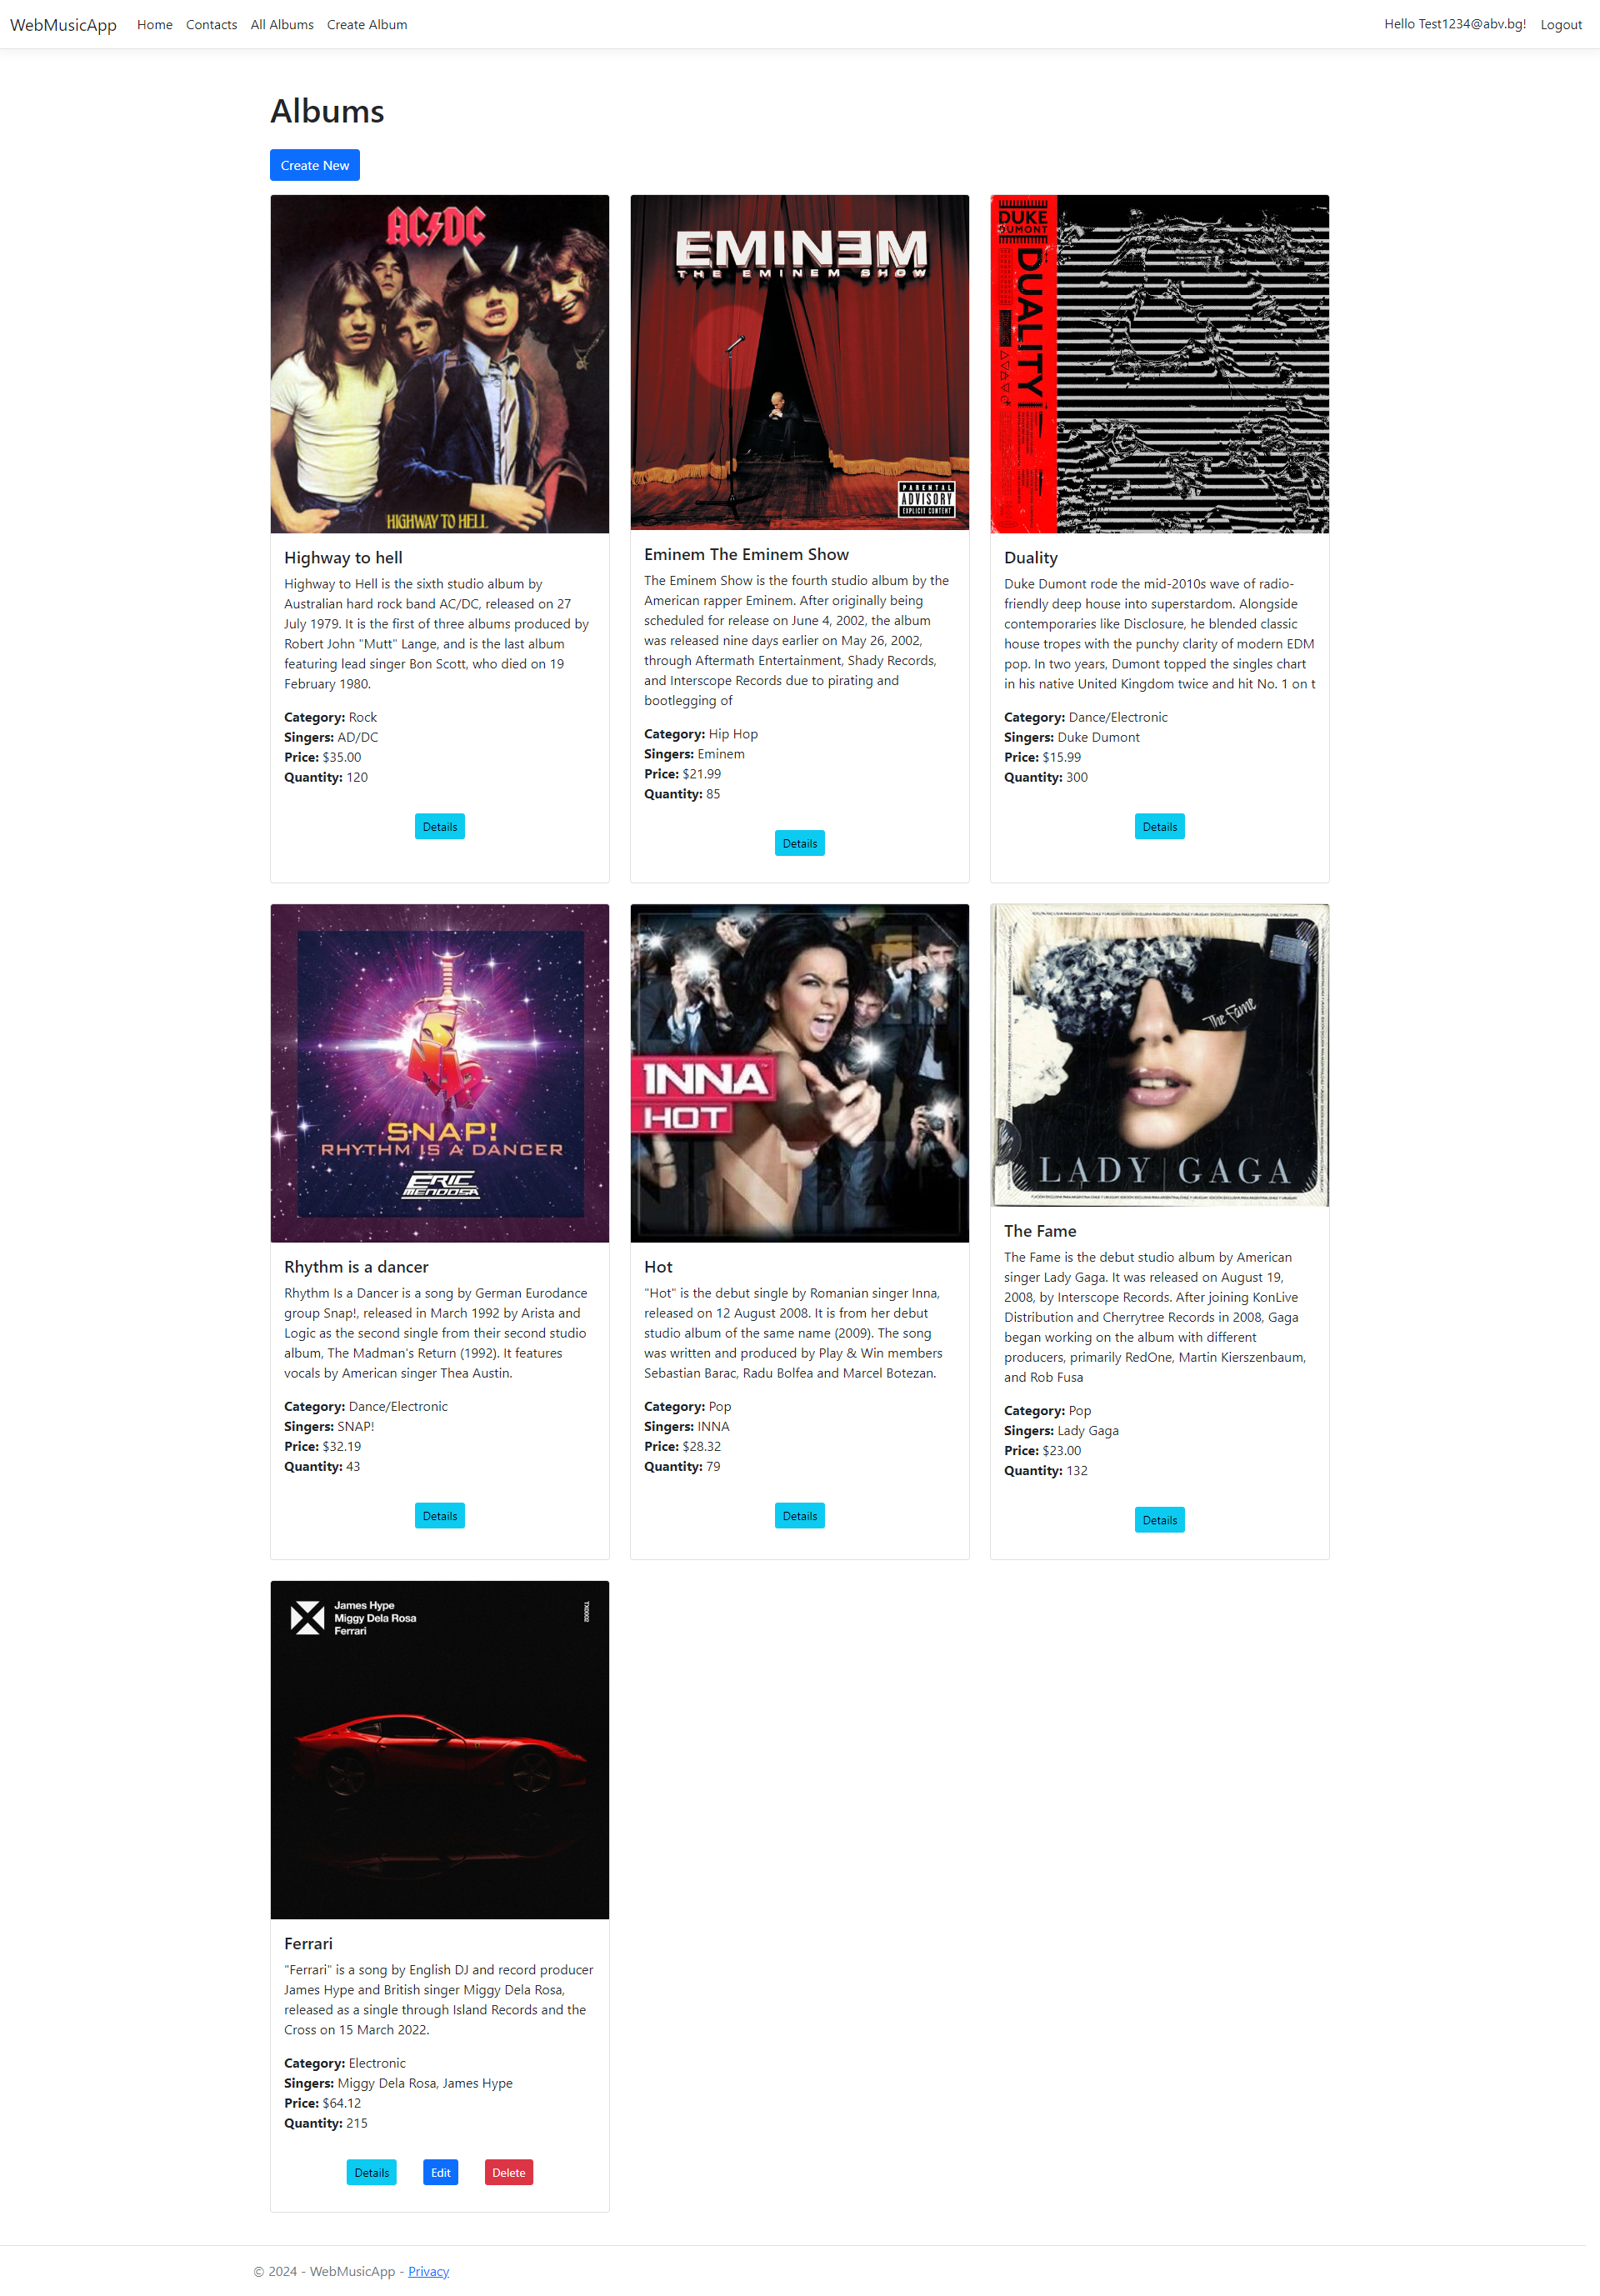 WebMusicApp Home Contacts All Albums Create Album Hello Test1234@abv.bg! Logout
Albums
Create New
AC⚡DC
HIGHWAY TO HELL
Highway to hell
Highway to Hell is the sixth studio album by
Australian hard rock band AC/DC, released on 27
July 1979. It is the first of three albums produced by
Robert John "Mutt" Lange, and is the last album
featuring lead singer Bon Scott, who died on 19
February 1980.
Category: Rock
Singers: AD/DC
Price: $35.00
Quantity: 120
Details
EMINƎM
THE EMINEM SHOW
PARENTAL
ADVISORY
EXPLICIT CONTENT
Eminem The Eminem Show
The Eminem Show is the fourth studio album by the
American rapper Eminem. After originally being
scheduled for release on June 4, 2002, the album
was released nine days earlier on May 26, 2002,
through Aftermath Entertainment, Shady Records,
and Interscope Records due to pirating and
bootlegging of
Category: Hip Hop
Singers: Eminem
Price: $21.99
Quantity: 85
Details
DUKE
DUMONT
DUALITY
Duality
Duke Dumont rode the mid-2010s wave of radio-
friendly deep house into superstardom. Alongside
contemporaries like Disclosure, he blended classic
house tropes with the punchy clarity of modern EDM
pop. In two years, Dumont topped the singles chart
in his native United Kingdom twice and hit No. 1 on t
Category: Dance/Electronic
Singers: Duke Dumont
Price: $15.99
Quantity: 300
Details
SNAP
SNAP!
RHYTHM IS A DANCER
ERIC
MENDOSA
Rhythm is a dancer
Rhythm Is a Dancer is a song by German Eurodance
group Snap!, released in March 1992 by Arista and
Logic as the second single from their second studio
album, The Madman's Return (1992). It features
vocals by American singer Thea Austin.
Category: Dance/Electronic
Singers: SNAP!
Price: $32.19
Quantity: 43
Details
INNA
HOT
Hot
"Hot" is the debut single by Romanian singer Inna,
released on 12 August 2008. It is from her debut
studio album of the same name (2009). The song
was written and produced by Play & Win members
Sebastian Barac, Radu Bolfea and Marcel Botezan.
Category: Pop
Singers: INNA
Price: $28.32
Quantity: 79
Details
The Fame
LADY | GAGA
The Fame
The Fame is the debut studio album by American
singer Lady Gaga. It was released on August 19,
2008, by Interscope Records. After joining KonLive
Distribution and Cherrytree Records in 2008, Gaga
began working on the album with different
producers, primarily RedOne, Martin Kierszenbaum,
and Rob Fusa
Category: Pop
Singers: Lady Gaga
Price: $23.00
Quantity: 132
Details
James Hype
Miggy Dela Rosa
Ferrari
Ferrari
"Ferrari" is a song by English DJ and record producer
James Hype and British singer Miggy Dela Rosa,
released as a single through Island Records and the
Cross on 15 March 2022.
Category: Electronic
Singers: Miggy Dela Rosa, James Hype
Price: $64.12
Quantity: 215
Details Edit Delete
© 2024 - WebMusicApp - Privacy